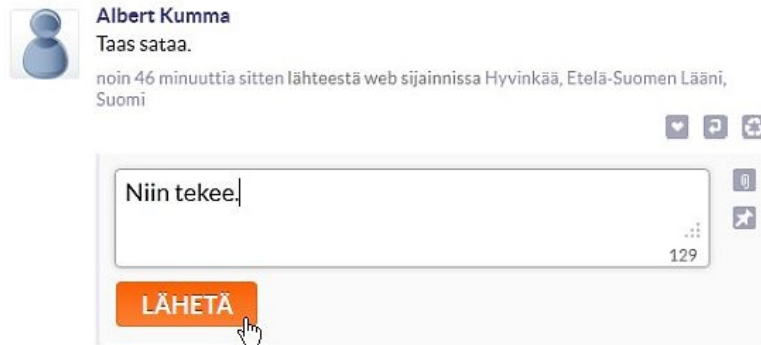 Albert Kumma
Taas sataa.
noin 46 minuuttia sitten lähteestä web sijainnissa Hyvinkää, Etelä-Suomen Lääni,
Suomi
Niin tekee.
129
LÄHETÄ